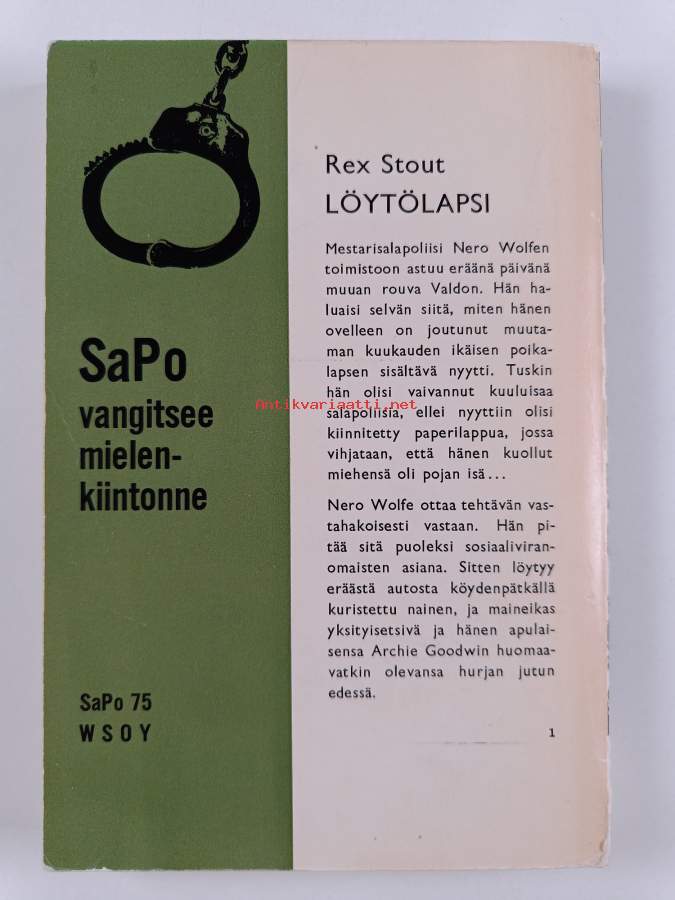 SaPo
vangitsee
mielen-
kiintonne
SaPo 75
WSOY
Rex Stout
LÖYTÖLAPSI
Mestarisalapoliisi Nero Wolfen
toimistoon astuu eräänä päivänä
muuan rouva Valdon. Hän ha-
luaisi selvän siitä, miten hänen
ovelleen on joutunut muuta-
man kuukauden ikäisen poika-
lapsen sisältävä nyytti. Tuskin
hän olisi vaivannut kuuluisaa
salapoliisia, ellei nyyttiin olisi
kiinnitetty paperilappua, jossa
vihjataan, että hänen kuollut
miehensä oli pojan isä...
Nero Wolfe ottaa tehtävän vas-
tahakoisesti vastaan. Hän pi-
tää sitä puoleksi sosiaaliviran-
omaisten asiana. Sitten löytyy
eräästä autosta köydenpätkällä
kuristettu nainen, ja maineikas
yksityisetsivä ja hänen apulai-
sensa Archie Goodwin huomaa-
vatkin olevansa hurjan jutun
edessä.
1
Antikvariaatti.net